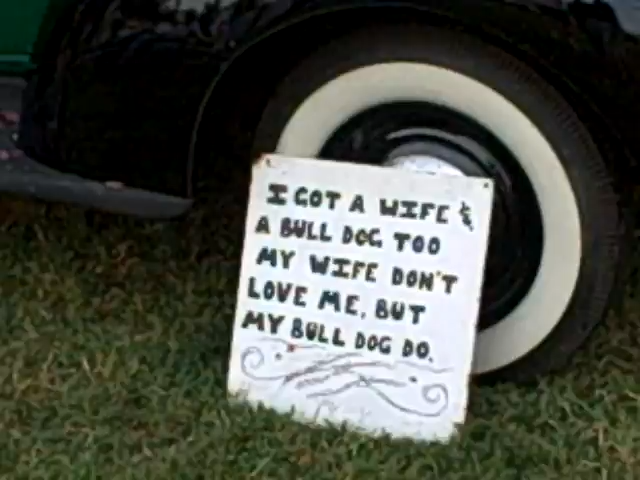 I GOT A WIFE &
A BULL DOG TOO
MY WIFE DON'T
LOVE ME, BUT
MY BULL DOG DO.